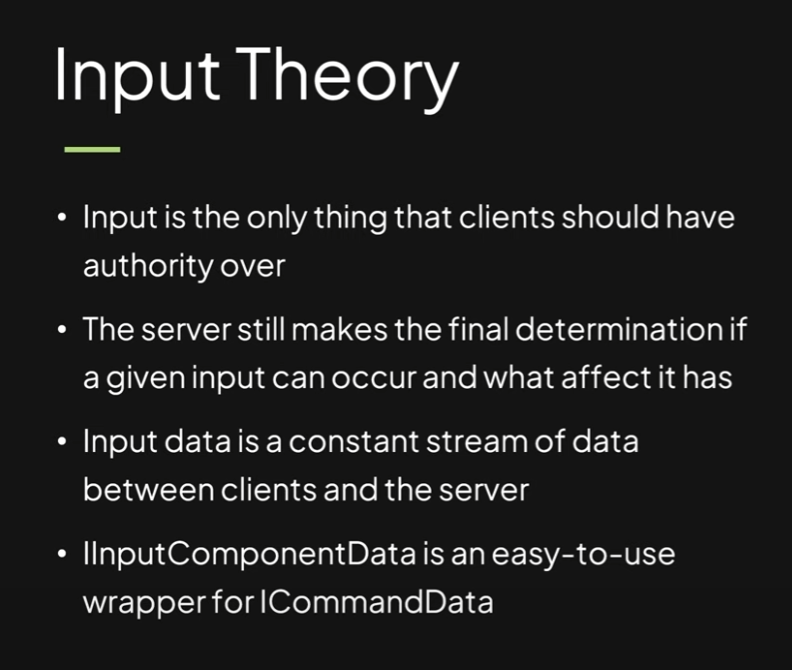 Input Theory
• Input is the only thing that clients should have
authority over
• The server still makes the final determination if
a given input can occur and what affect it has
• Input data is a constant stream of data
between clients and the server
• IInputComponentData is an easy-to-use
wrapper for ICommandData